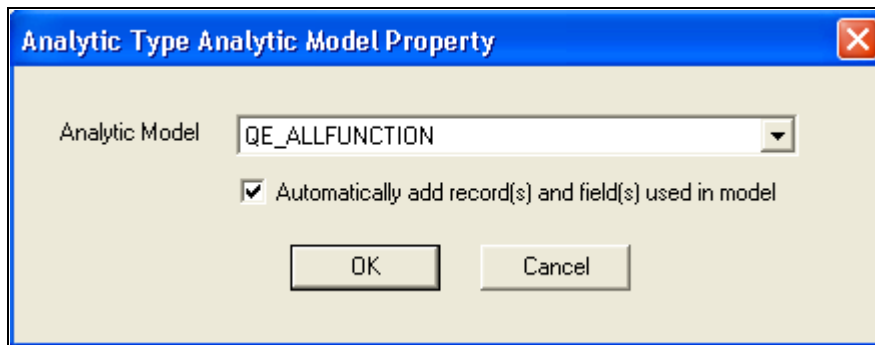 Analytic Type Analytic Model Property
Analytic Model QE_ALLFUNCTION
Automatically add record(s) and field(s) used in model
OK Cancel